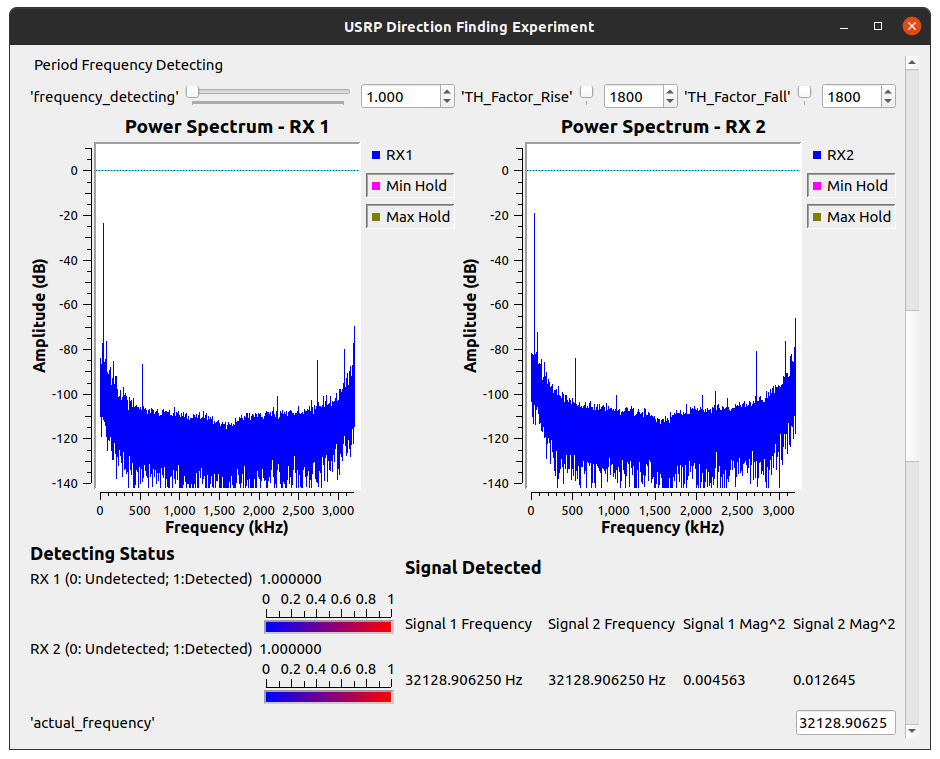 USRP Direction Finding Experiment
Period Frequency Detecting
'frequency_detecting' 1.000 'TH_Factor_Rise' 1800 'TH_Factor_Fall' 1800
Power Spectrum - RX 1
Amplitude (dB)
0
-20
-40
-60
-80
-100
-120
-140
0 500 1,000 1,500 2,000 2,500 3,000
Frequency (kHz)
RX1
Min Hold
Max Hold
Power Spectrum - RX 2
Amplitude (dB)
0
-20
-40
-60
-80
-100
-120
-140
0 500 1,000 1,500 2,000 2,500 3,000
Frequency (kHz)
RX2
Min Hold
Max Hold
Detecting Status
RX 1 (0: Undetected; 1:Detected) 1.000000
0 0.2 0.4 0.6 0.8 1
RX 2 (0: Undetected; 1:Detected) 1.000000
0 0.2 0.4 0.6 0.8 1
Signal Detected
Signal 1 Frequency Signal 2 Frequency Signal 1 Mag^2 Signal 2 Mag^2
32128.906250 Hz 32128.906250 Hz 0.004563 0.012645
'actual_frequency' 32128.90625